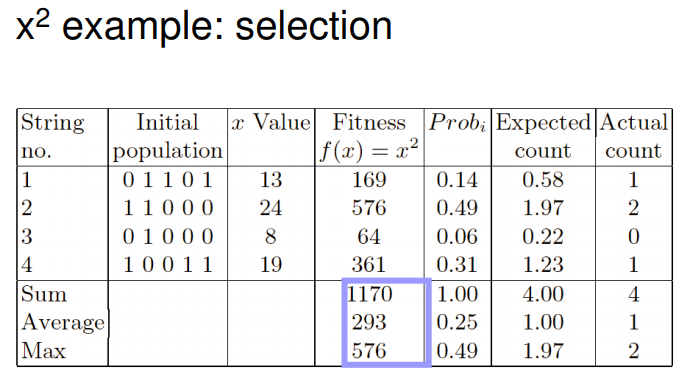 x² example: selection
String Initial x Value Fitness Probᵢ Expected Actual
no. population f(x) = x² count count
1 0 1 1 0 1 13 169 0.14 0.58 1
2 1 1 0 0 0 24 576 0.49 1.97 2
3 0 1 0 0 0 8 64 0.06 0.22 0
4 1 0 0 1 1 19 361 0.31 1.23 1
Sum 1170 1.00 4.00 4
Average 293 0.25 1.00 1
Max 576 0.49 1.97 2